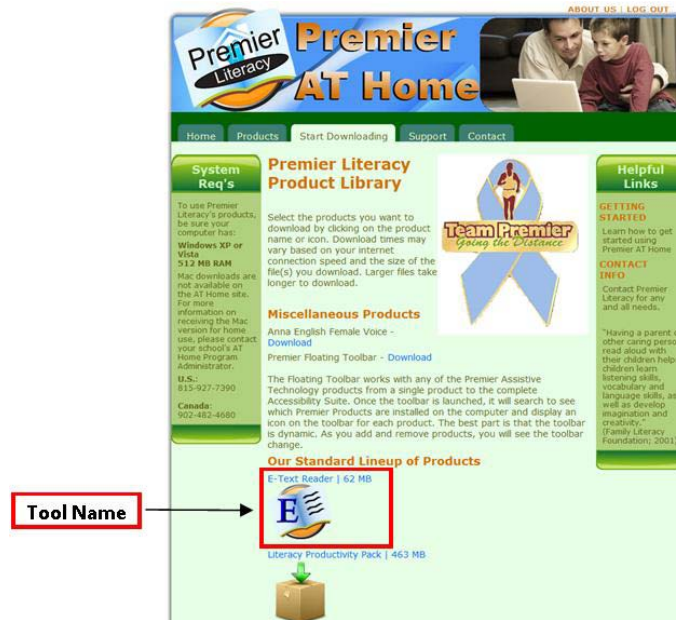 ABOUT US | LOG OUT
Premier
Literacy
Premier
AT Home
Home
Products
Start Downloading
Support
Contact
System
Req's
To use Premier
Literacy's products,
be sure your
computer has:
Windows XP or
Vista
512 MB RAM
Mac downloads are
not available on
the AT Home site.
For more
information on
receiving the Mac
version for home
use, please contact
your school's AT
Home Program
Administrator.
U.S.:
815-927-7390
Canada:
902-482-4680
Premier Literacy
Product Library
Select the products you want to
download by clicking on the product
name or icon. Download times may
vary based on your internet
connection speed and the size of the
file(s) you download. Larger files take
longer to download.
Team Premier
Going the Distance
Miscellaneous Products
Anna English Female Voice -
Download
Premier Floating Toolbar - Download
The Floating Toolbar works with any of the Premier Assistive
Technology products from a single product to the complete
Accessibility Suite. Once the toolbar is launched, it will search to see
which Premier Products are installed on the computer and display an
icon on the toolbar for each product. The best part is that the toolbar
is dynamic. As you add and remove products, you will see the toolbar
change.
Our Standard Lineup of Products
E-Text Reader | 62 MB
E
Tool Name
Literacy Productivity Pack | 463 MB
Helpful
Links
GETTING
STARTED
Learn how to get
started using
Premier AT Home
CONTACT
INFO
Contact Premier
Literacy for any
and all needs.
"Having a parent o
other caring perso
read aloud with
their children help
children learn
listening skills,
vocabulary and
language skills, as
well as develop
imagination and
creativity."
(Family Literacy
Foundation; 2001)